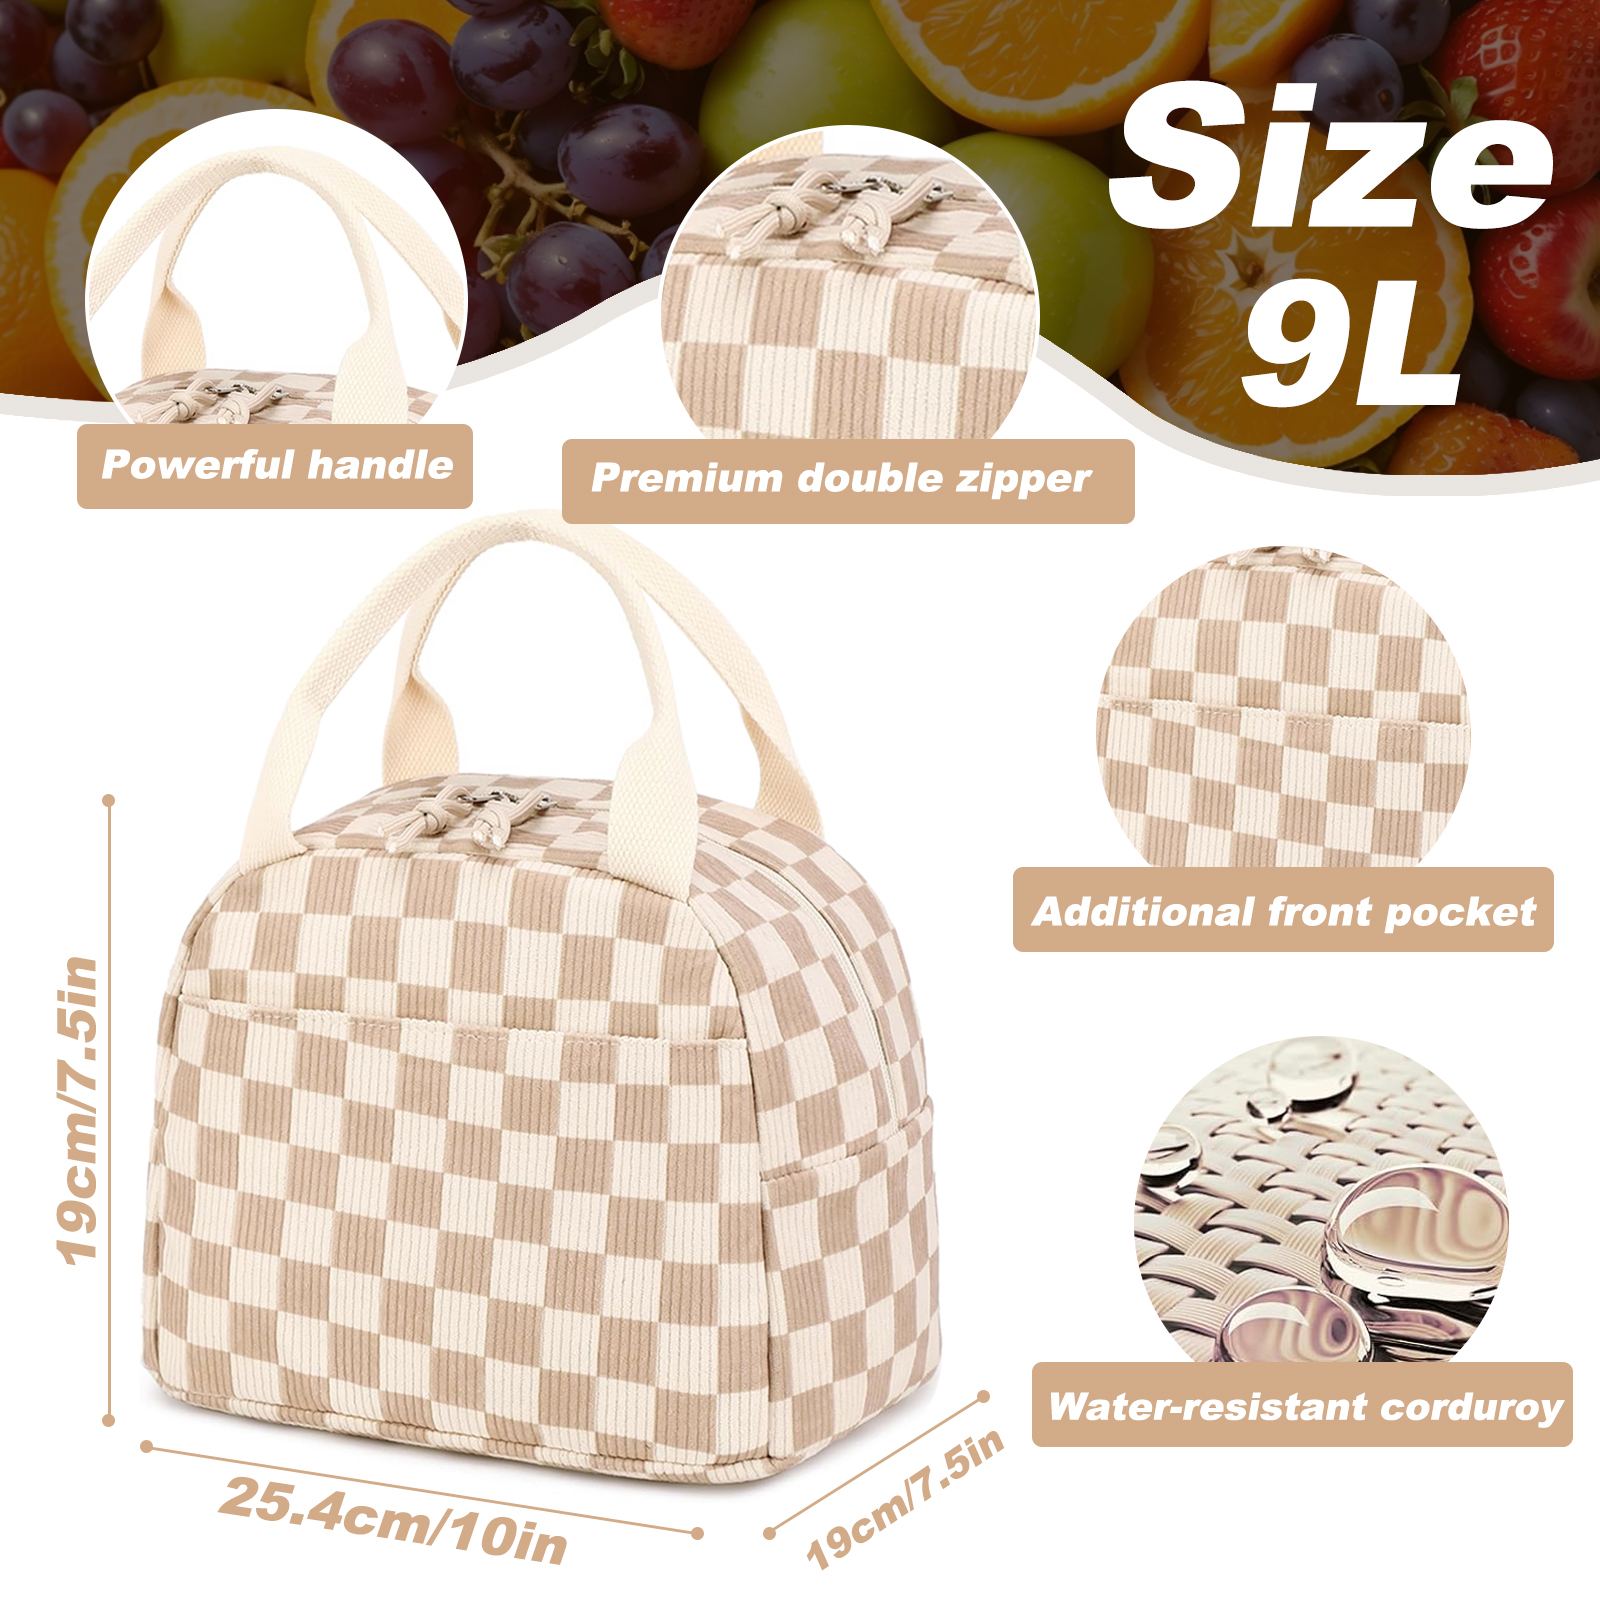 Size
9L
Powerful handle
Premium double zipper
Additional front pocket
19cm/7.5in
Water-resistant corduroy
25.4cm/10in
19cm/7.5in